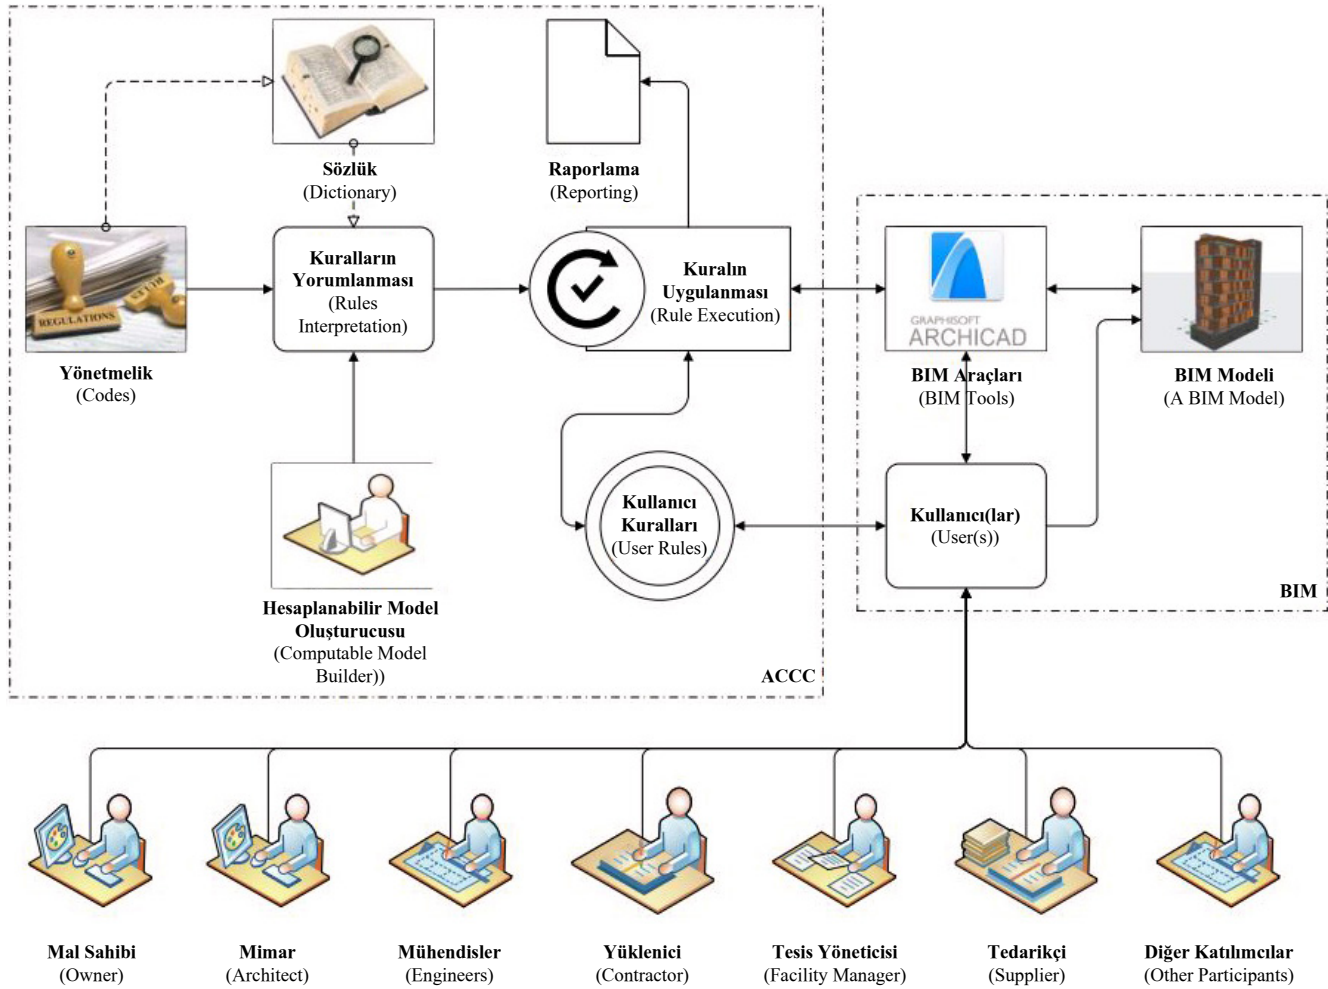 Sözlük
(Dictionary)
Raporlama
(Reporting)
REGULATIONS
Yönetmelik
(Codes)
Kuralların
Yorumlanması
(Rules
Interpretation)
Kuralın
Uygulanması
(Rule Execution)
GRAPHISOFT
ARCHICAD
BIM Araçları
(BIM Tools)
BIM Modeli
(A BIM Model)
Kullanıcı
Kuralları
(User Rules)
Kullanıcı(lar)
(User(s))
BIM
Hesaplanabilir Model
Oluşturucusu
(Computable Model
Builder))
ACCC
Mal Sahibi
(Owner)
Mimar
(Architect)
Mühendisler
(Engineers)
Yüklenici
(Contractor)
Tesis Yöneticisi
(Facility Manager)
Tedarikçi
(Supplier)
Diğer Katılımcılar
(Other Participants)